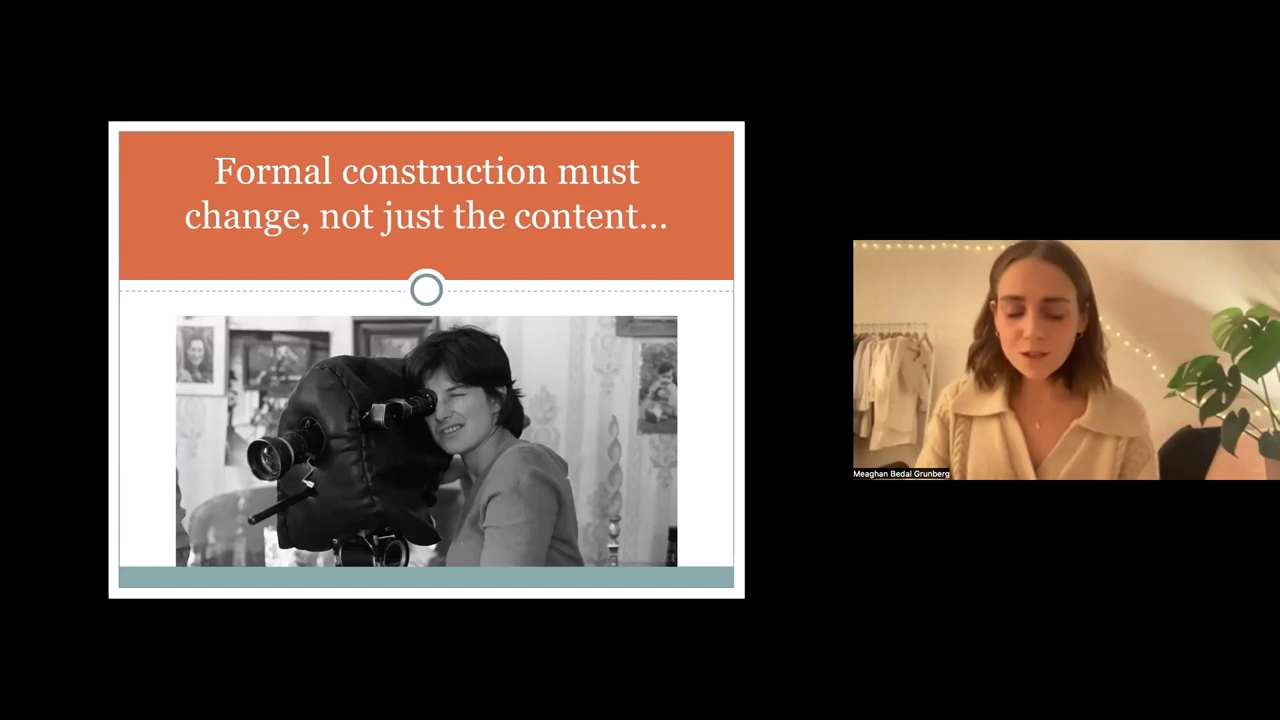 Formal construction must
change, not just the content...
Meaghan Bedal Grunberg